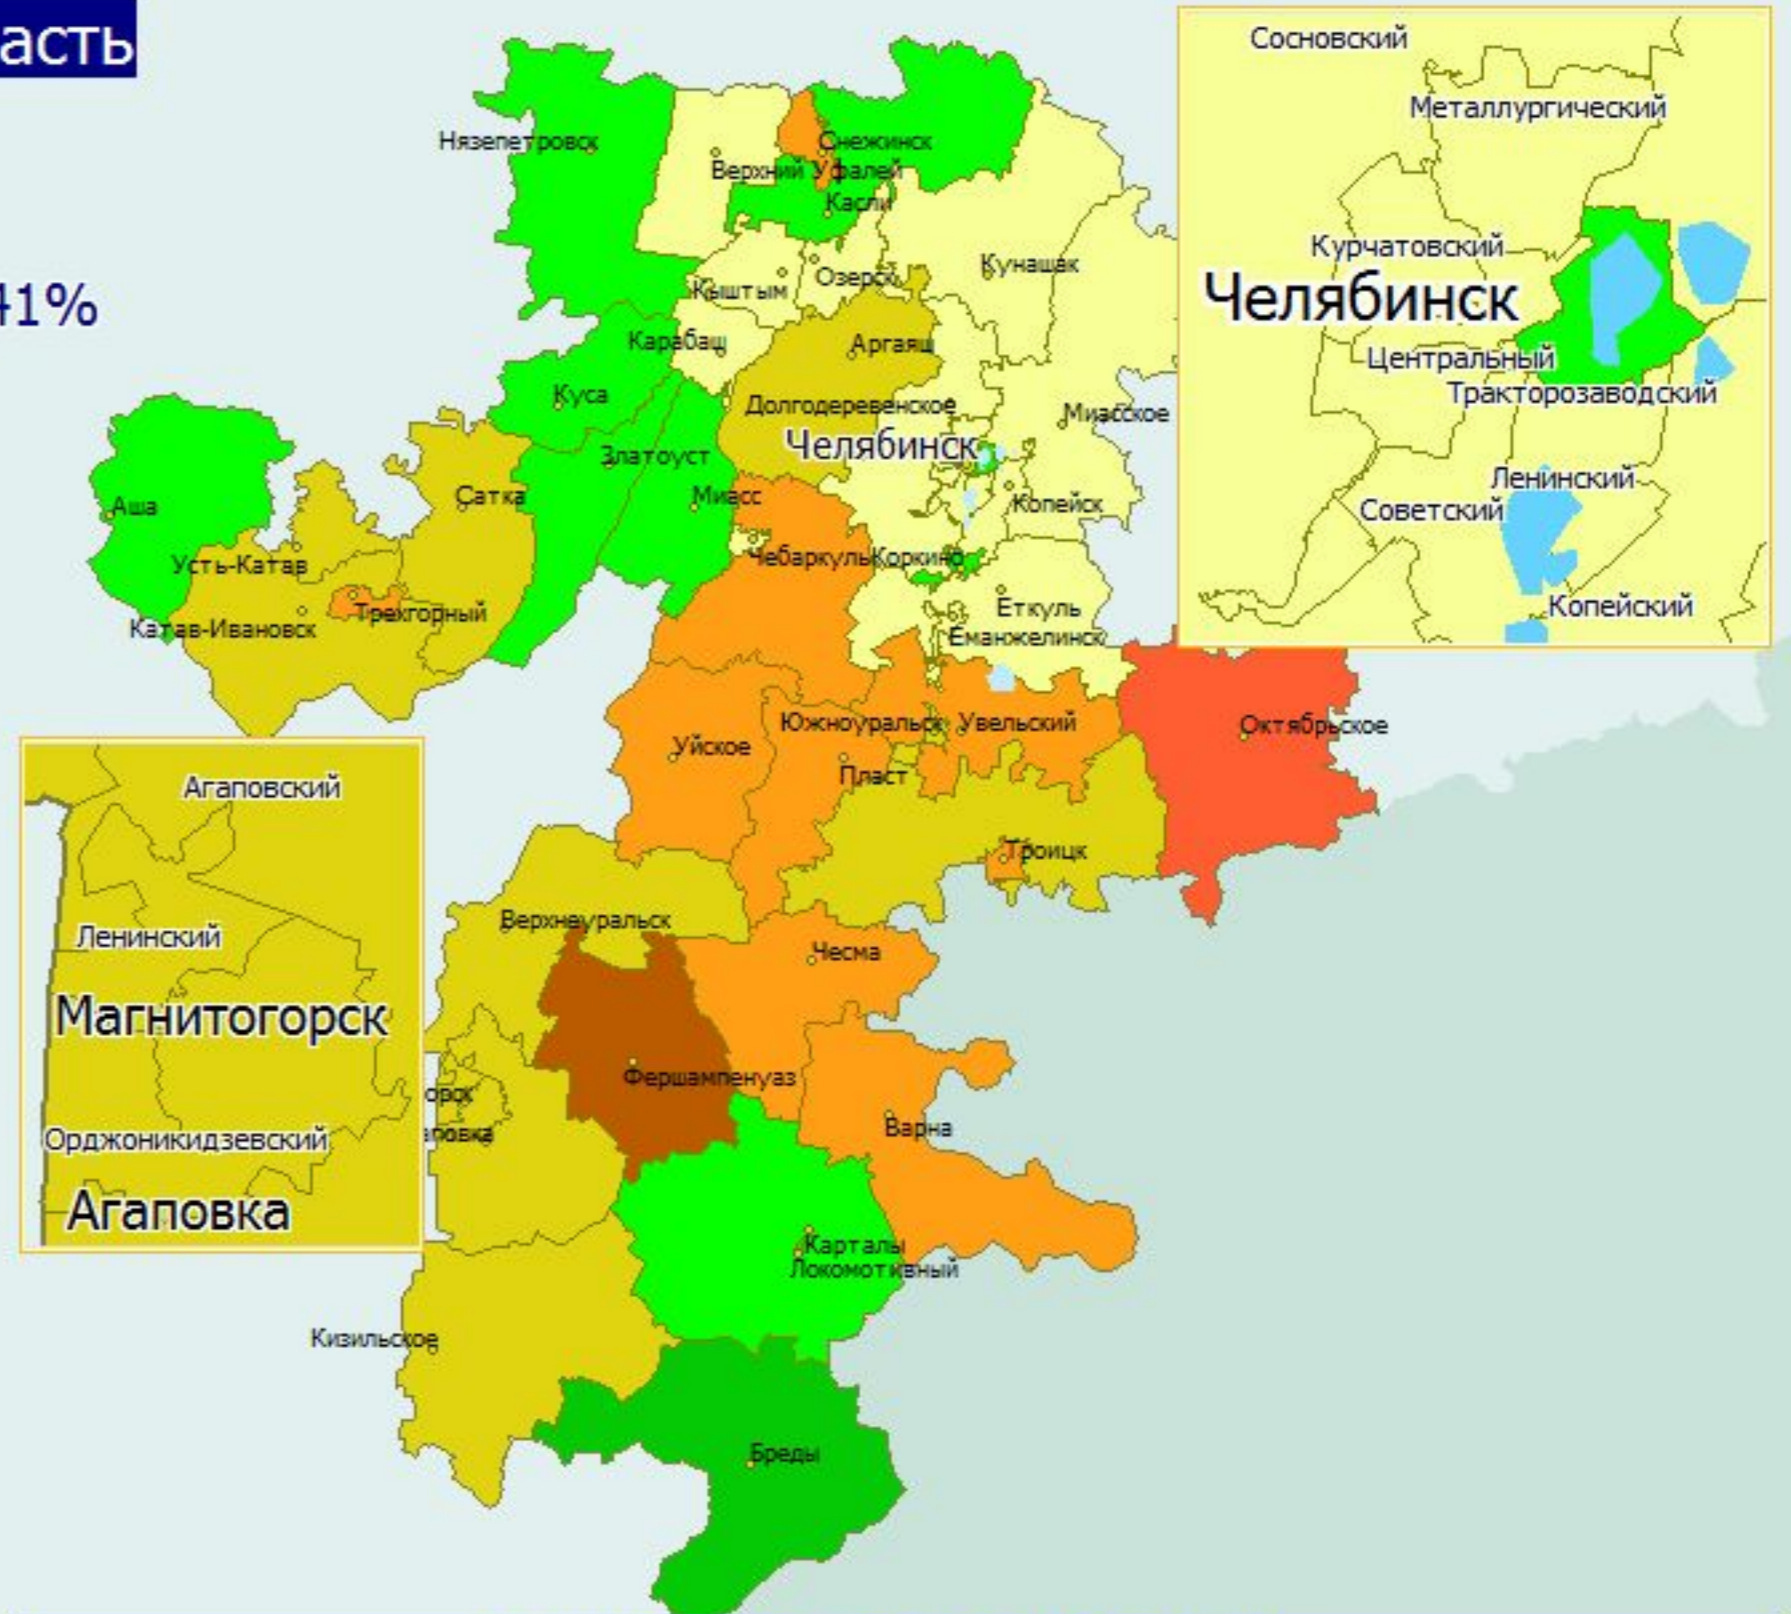 асть
41%
Сосновский
Металлургический
Курчатовский
Челябинск
Центральный
Тракторозаводский
Ленинский
Советский
Копейский
Нязепетровск
Снежинск
Верхний Уфалей
Касли
Озерск
Кунашак
Кыштым
Карабаш
Аргаяш
Куса
Долгодеревенское
Миасское
Челябинск
Златоуст
Сатка
Миасс
Копейск
Аша
Чебаркуль
Коркино
Усть-Катав
Еткуль
Трехгорный
Катав-Ивановск
Еманжелинск
Южноуральск
Увельский
Октябрьское
Уйское
Пласт
Троицк
Верхнеуральск
Чесма
Фершампенуаз
Варна
Карталы
Локомотивный
Кизильское
Бреды
Агаповский
Ленинский
Магнитогорск
орск
Орджоникидзевский
аповка
Агаповка